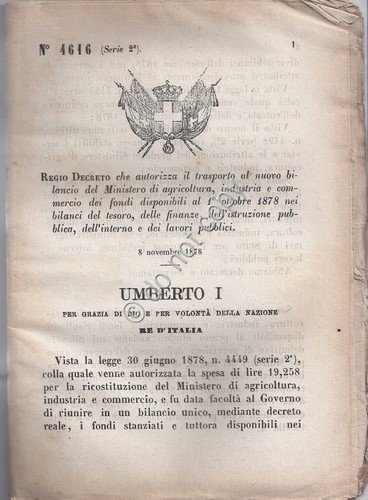 N° 4616 (Serie 2ª).
1
REGIO DECRETO che autorizza il trasporto al nuovo bi-
lancio del Ministero di agricoltura, industria e com-
mercio dei fondi disponibili al 1° ottobre 1878 nei
bilanci del tesoro, delle finanze, dell'istruzione pub-
blica, dell'interno e dei lavori pubblici.
8 novembre 1878
UMBERTO I
PER GRAZIA DI DIO E PER VOLONTÀ DELLA NAZIONE
RE D'ITALIA
Vista la legge 30 giugno 1878, n. 4449 (serie 2ª),
colla quale venne autorizzata la spesa di lire 19,258
per la ricostituzione del Ministero di agricoltura,
industria e commercio, e fu data facoltà al Governo
di riunire in un bilancio unico, mediante decreto
reale, i fondi stanziati e tuttora disponibili nei